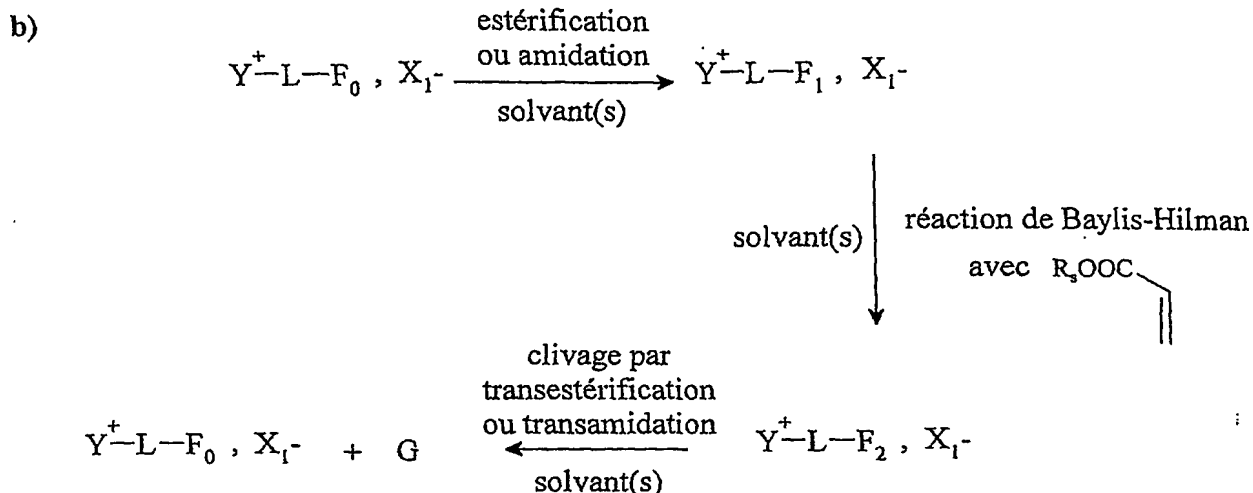 b)
estérification
ou amidation
Y⁺—L—F₀ , X₁⁻ Y⁺—L—F₁ , X₁⁻
solvant(s)
solvant(s)
réaction de Baylis-Hilman
avec RₛOOC
clivage par
transestérification
ou transamidation
Y⁺—L—F₀ , X₁⁻ + G Y⁺—L—F₂ , X₁⁻
solvant(s)